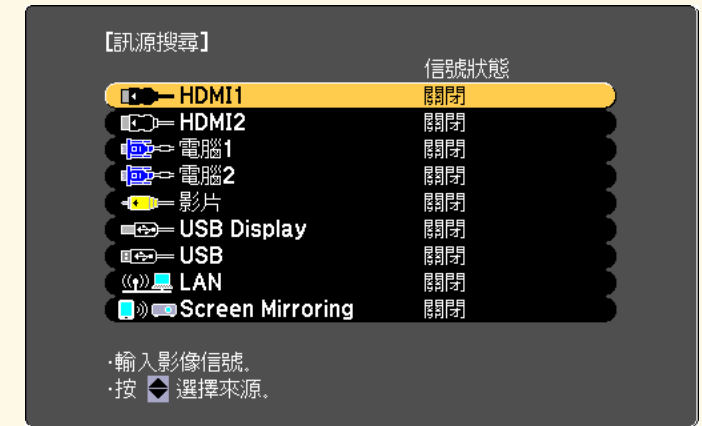 【訊源搜尋】
信號狀態
HDMI1 關閉
HDMI2 關閉
電腦1 關閉
電腦2 關閉
影片 關閉
USB Display 關閉
USB 關閉
LAN 關閉
Screen Mirroring 關閉
·輸入影像信號。
·按 選擇來源。